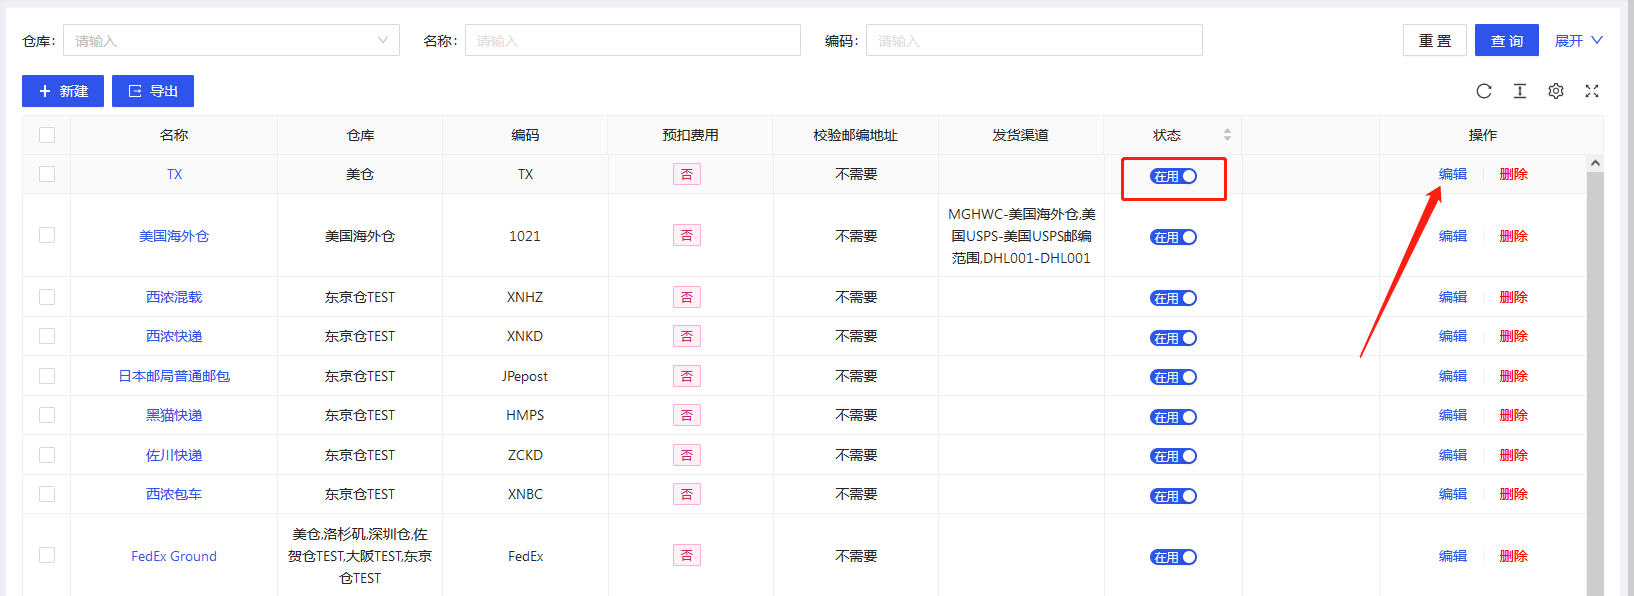 仓库: 请输入 名称: 请输入 编码: 请输入 重 置 查 询 展开
新建 导出
名称 仓库 编码 预扣费用 校验邮编地址 发货渠道 状态 操作
TX 美仓 TX 否 不需要 在用 编辑 删除
美国海外仓 美国海外仓 1021 否 不需要 MGHWC-美国海外仓,美
国USPS-美国USPS邮编
范围,DHL001-DHL001 在用 编辑 删除
西浓混载 东京仓TEST XNHZ 否 不需要 在用 编辑 删除
西浓快递 东京仓TEST XNKD 否 不需要 在用 编辑 删除
日本邮局普通邮包 东京仓TEST JPepost 否 不需要 在用 编辑 删除
黑猫快递 东京仓TEST HMPS 否 不需要 在用 编辑 删除
佐川快递 东京仓TEST ZCKD 否 不需要 在用 编辑 删除
西浓包车 东京仓TEST XNBC 否 不需要 在用 编辑 删除
FedEx Ground 美仓,洛杉矶,深圳仓,佐
贺仓TEST,大阪TEST,东京
仓TEST FedEx 否 不需要 在用 编辑 删除